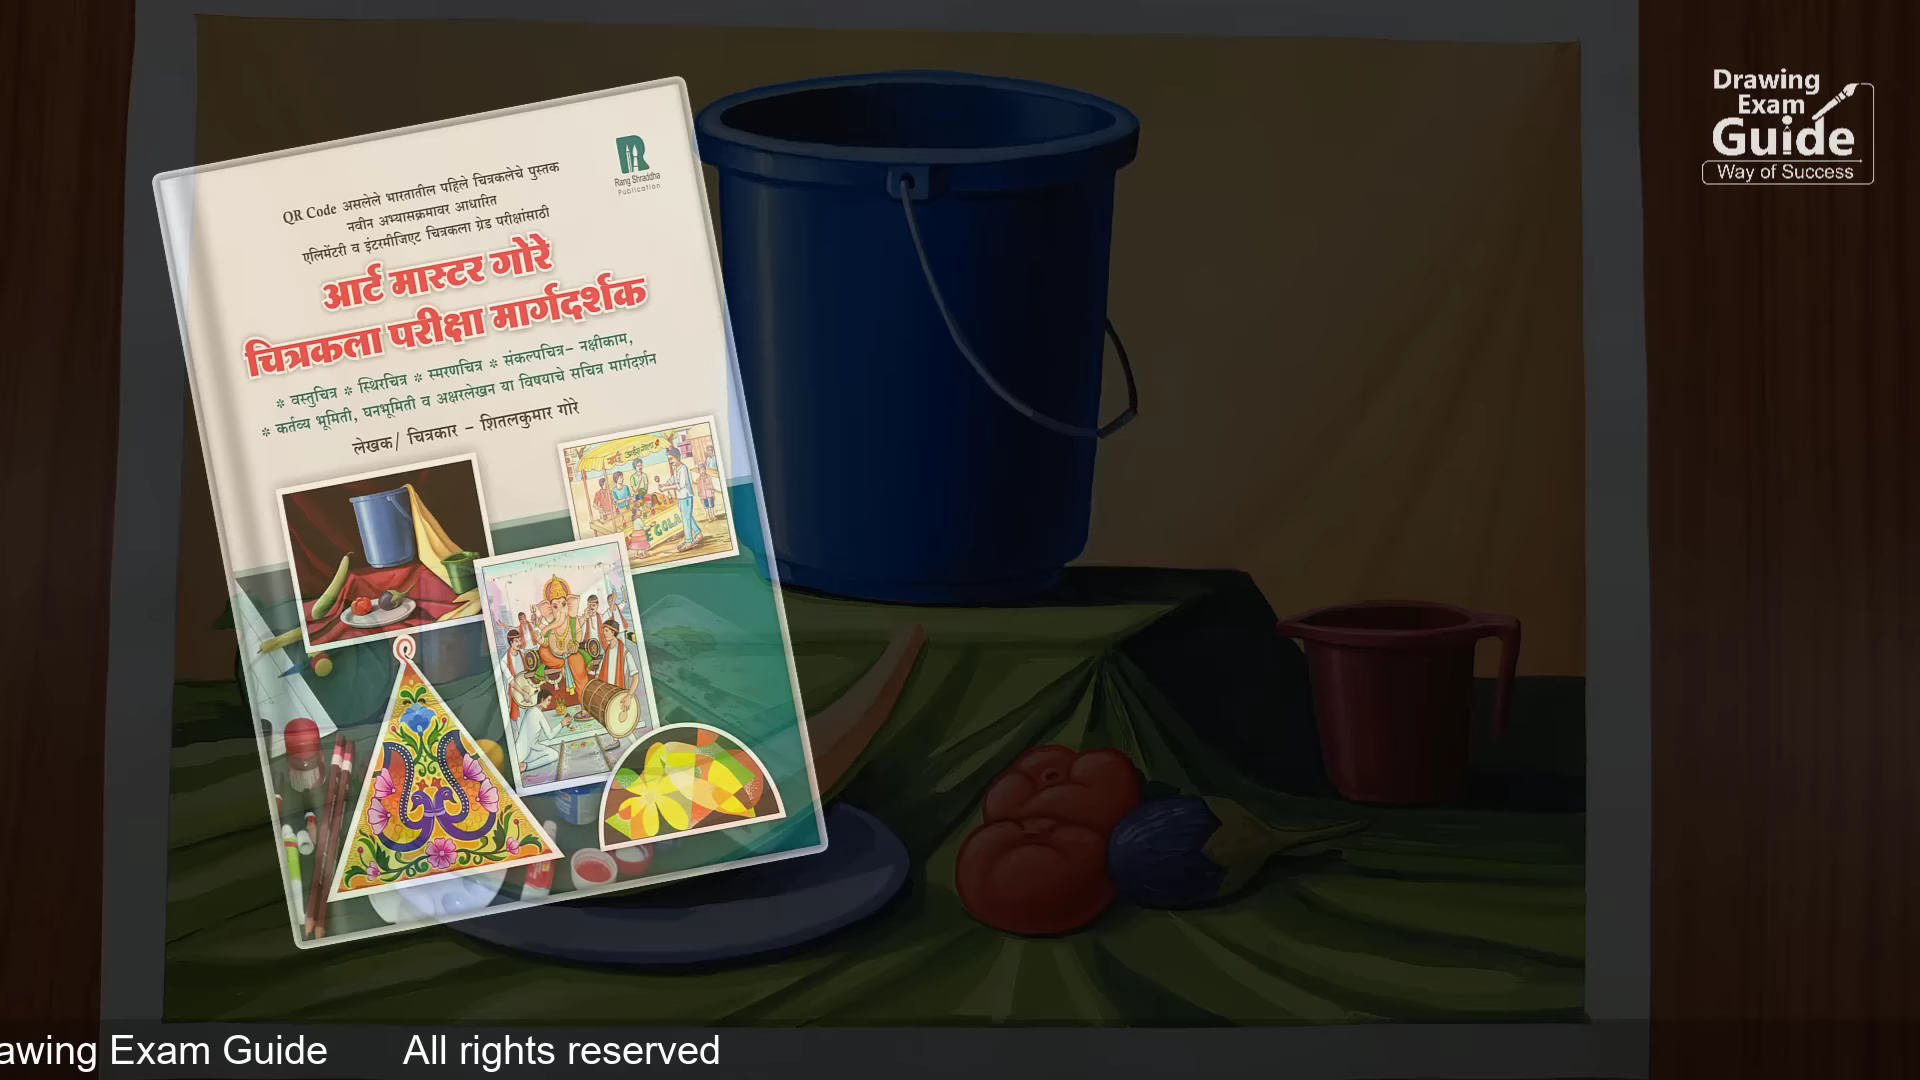 QR Code असलेले भारतातील पहिले चित्रकलेचे पुस्तक
नवीन अभ्यासक्रमावर आधारित
एलिमेंटरी व इंटरमीजिएट चित्रकला ग्रेड परीक्षांसाठी
आर्ट मास्टर गोरे
चित्रकला परीक्षा मार्गदर्शक
* वस्तुचित्र * स्थिरचित्र * स्मरणचित्र * संकल्पचित्र- नक्षीकाम,
* कर्तव्य भूमिती, घनभूमिती व अक्षरलेखन या विषयाचे सचित्र मार्गदर्शन
लेखक/ चित्रकार - शितलकुमार गोरे
Rang Shraddha
Publication
Drawing
Exam
Guide
Way of Success
awing Exam Guide All rights reserved